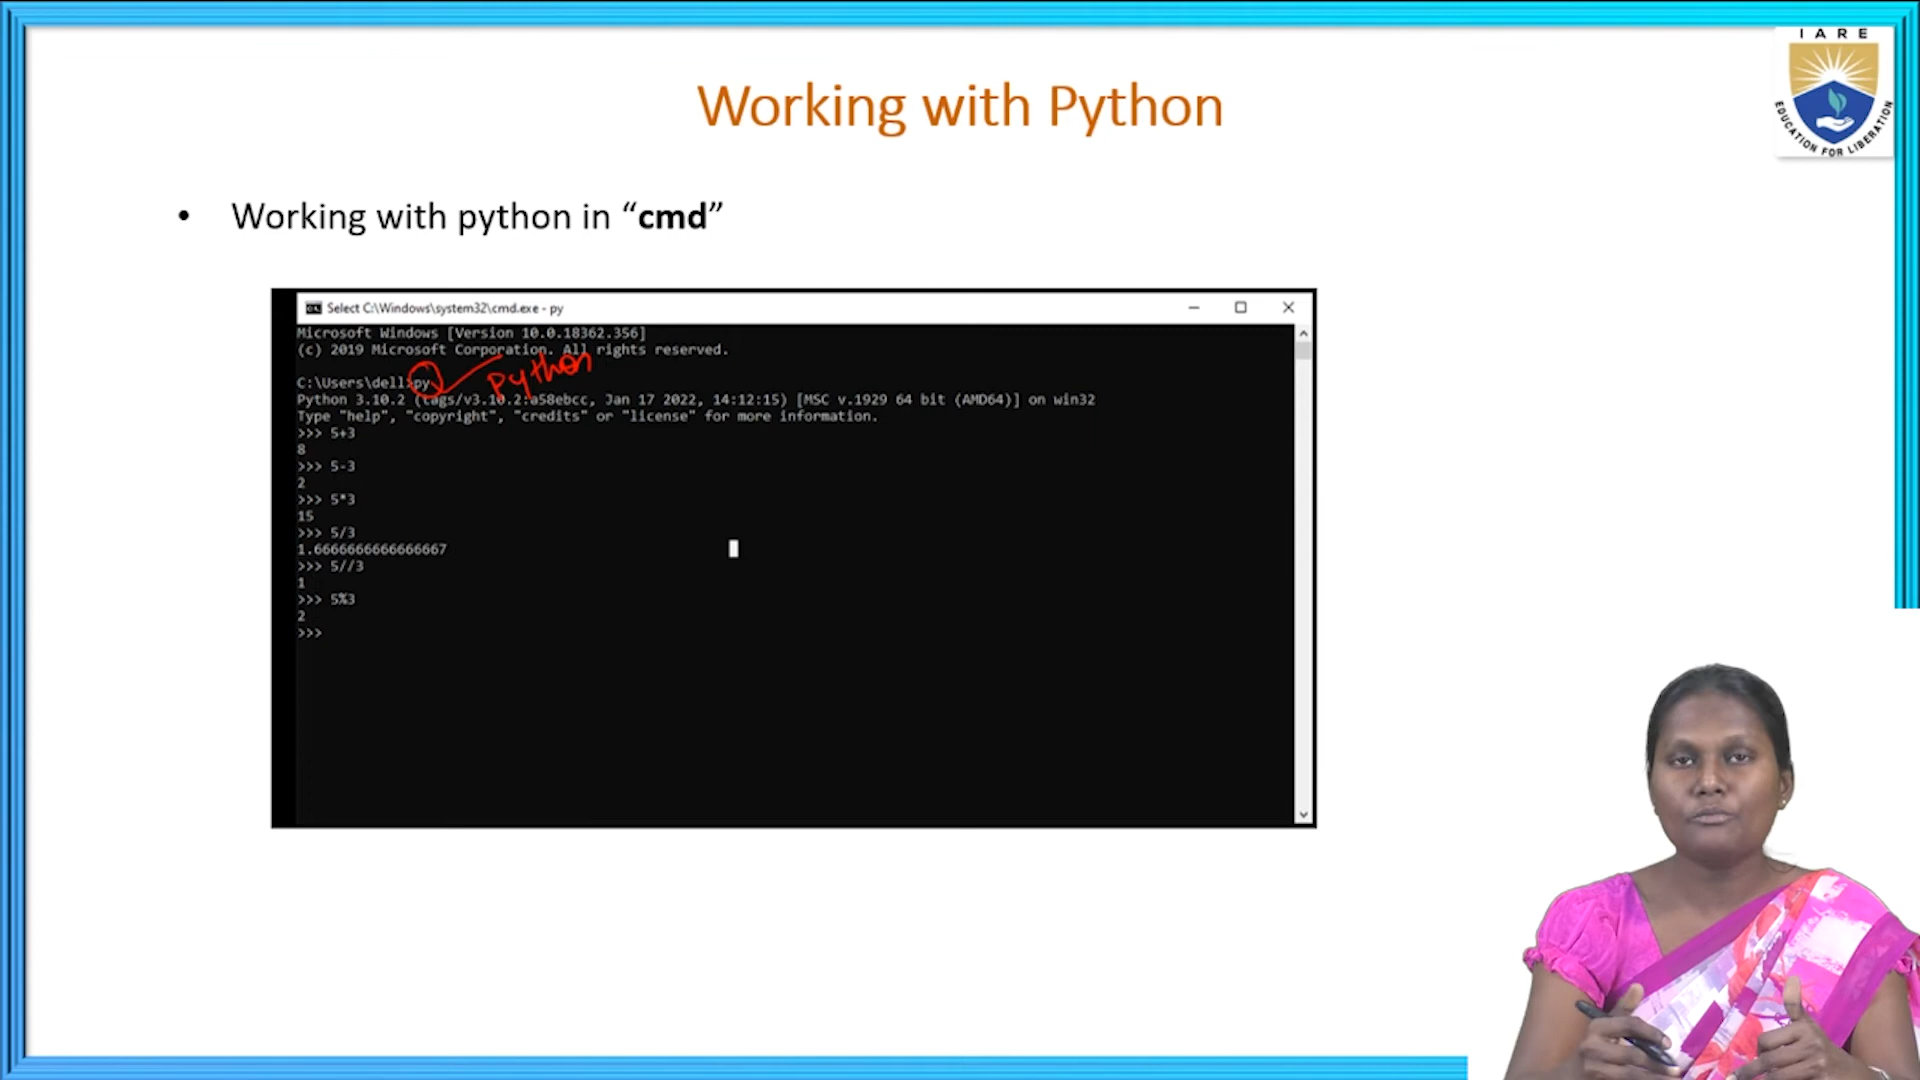 IARE
EDUCATION FOR LIBERATION
Working with Python
• Working with python in “cmd”
Select C:\Windows\system32\cmd.exe - py
Microsoft Windows [Version 10.0.18362.356]
(c) 2019 Microsoft Corporation. All rights reserved.
Python
C:\Users\dell>py
Python 3.10.2 (tags/v3.10.2:a58ebcc, Jan 17 2022, 14:12:15) [MSC v.1929 64 bit (AMD64)] on win32
Type "help", "copyright", "credits" or "license" for more information.
>>> 5+3
8
>>> 5-3
2
>>> 5*3
15
>>> 5/3
1.6666666666666667
>>> 5//3
1
>>> 5%3
2
>>>